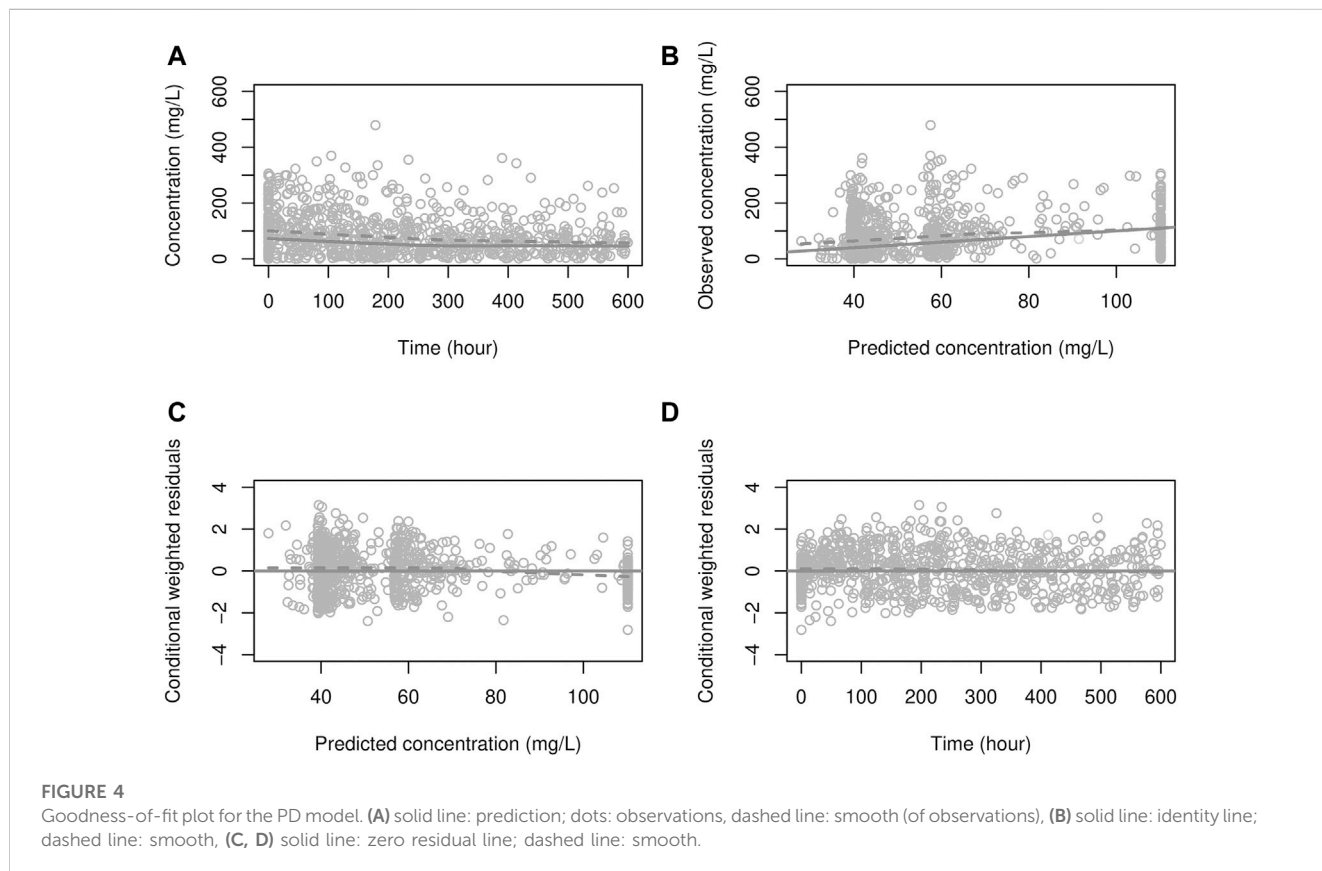 A
Concentration (mg/L)
600
400
200
0
0 100 200 300 400 500 600
Time (hour)
B
Observed concentration (mg/L)
600
400
200
0
40 60 80 100
Predicted concentration (mg/L)
C
Conditional weighted residuals
4
2
0
−2
−4
40 60 80 100
Predicted concentration (mg/L)
D
Conditional weighted residuals
4
2
0
−2
−4
0 100 200 300 400 500 600
Time (hour)
FIGURE 4
Goodness-of-fit plot for the PD model. (A) solid line: prediction; dots: observations, dashed line: smooth (of observations), (B) solid line: identity line;
dashed line: smooth, (C, D) solid line: zero residual line; dashed line: smooth.